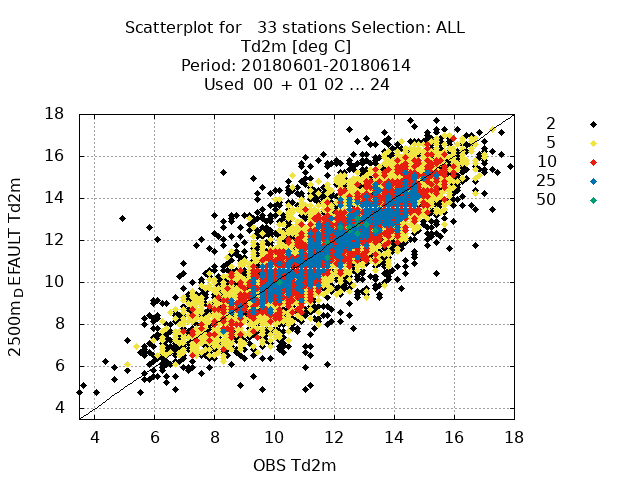 Scatterplot for   33 stations Selection: ALL
Td2m [deg C]
Period: 20180601-20180614
Used  00 + 01 02 ... 24
2
5
10
25
50
18
16
14
12
10
8
6
4
2500m_DEFAULT Td2m
4 6 8 10 12 14 16 18
OBS Td2m